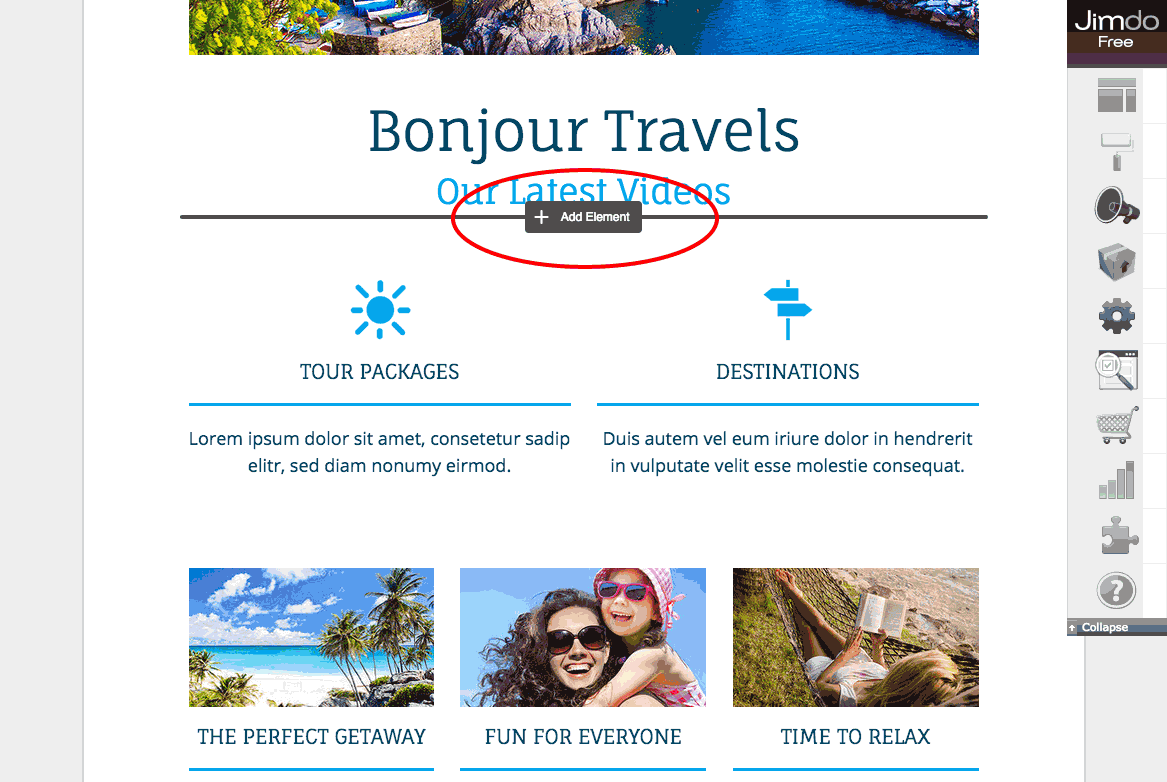 Jimdo
Free
Bonjour Travels
Our Latest Videos
+ Add Element
TOUR PACKAGES
DESTINATIONS
Lorem ipsum dolor sit amet, consetetur sadip
elitr, sed diam nonumy eirmod.
Duis autem vel eum iriure dolor in hendrerit
in vulputate velit esse molestie consequat.
?
Collapse
THE PERFECT GETAWAY
FUN FOR EVERYONE
TIME TO RELAX